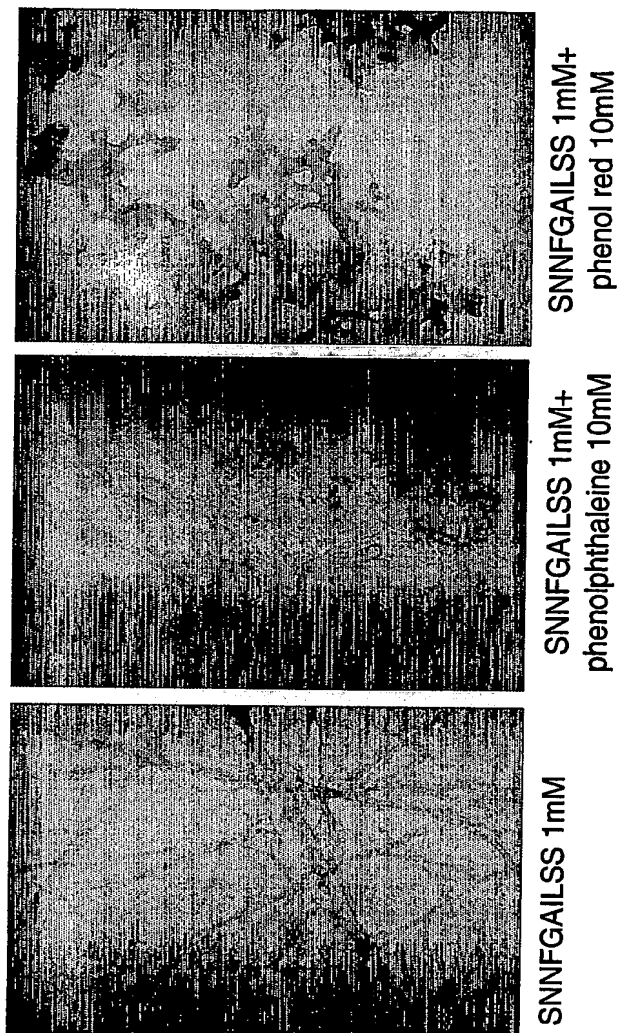 SNNFGAILSS 1mM
SNNFGAILSS 1mM+
phenolphthaleine 10mM
SNNFGAILSS 1mM+
phenol red 10mM